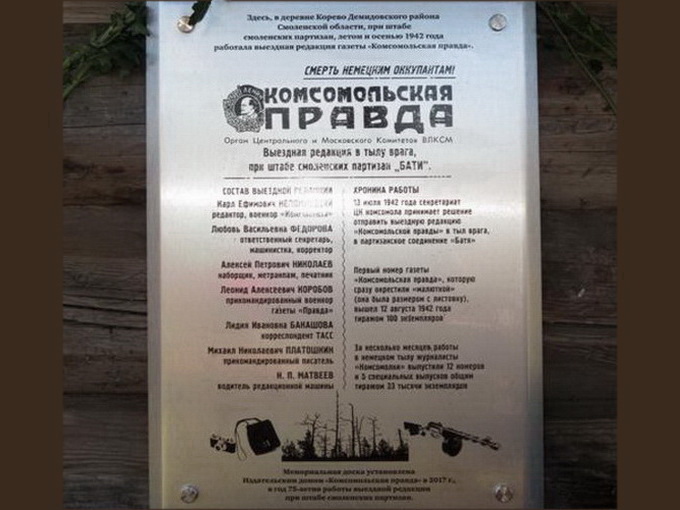 Здесь, в деревне Корево Демидовского района
Смоленской области, при штабе
смоленских партизан, летом и осенью 1942 года
работала выездная редакция газеты «Комсомольская правда».
СМЕРТЬ НЕМЕЦКИМ ОККУПАНТАМ!
КОМСОМОЛЬСКАЯ
ПРАВДА
Орган Центрального и Московского Комитетов ВЛКСМ
Выездная редакция в тылу врага,
при штабе смоленских партизан „БАТИ".
СОСТАВ ВЫЕЗДНОЙ РЕДАКЦИИ
Карл Ефимович
редактор, военкор «Комсомолки»
Любовь Васильевна ФЕДОРОВА
ответственный секретарь,
машинистка, корректор
Алексей Петрович НИКОЛАЕВ
наборщик, метранпаж, печатник
Леонид Алексеевич КОРОБОВ
прикомандированный военкор
газеты «Правда»
Лидия Ивановна БАКАШОВА
корреспондент ТАСС
Михаил Николаевич ПЛАТОШКИН
прикомандированный писатель
Н. П. МАТВЕЕВ
водитель редакционной машины
ХРОНИКА РАБОТЫ
13 июля 1942 года секретариат
ЦК комсомола принимает решение
отправить выездную редакцию
«Комсомольской правды» в тыл врага,
в партизанское соединение «Батя»
Первый номер газеты
«Комсомольская правда», которую
сразу окрестили «малюткой»
(она была размером с листовку),
вышел 12 августа 1942 года
тиражом 100 экземпляров
За несколько месяцев работы
в немецком тылу журналисты
«Комсомолки» выпустили 12 номеров
и 5 специальных выпусков общим
тиражом 23 тысячи экземпляров
Мемориальная доска установлена
Издательским домом «Комсомольская правда» в 2017 г.,
в год 75-летия работы выездной редакции
при штабе смоленских партизан.